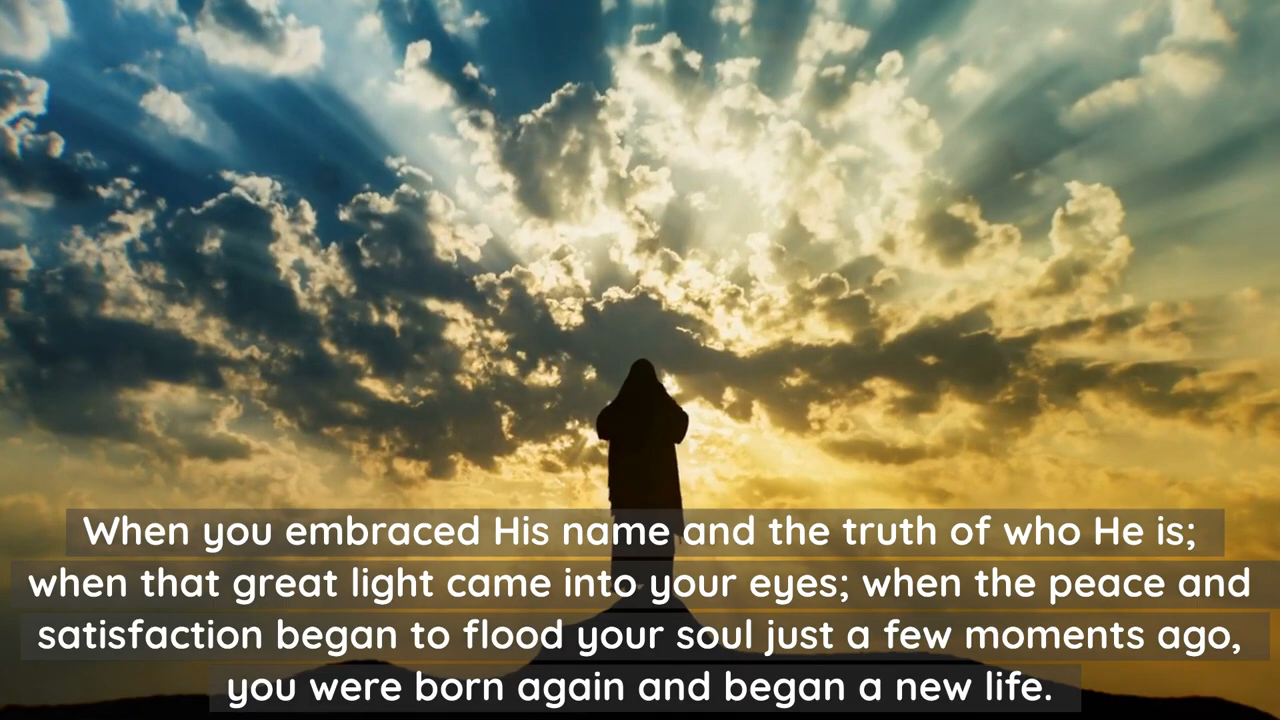 When you embraced His name and the truth of who He is;
when that great light came into your eyes; when the peace and
satisfaction began to flood your soul just a few moments ago,
you were born again and began a new life.